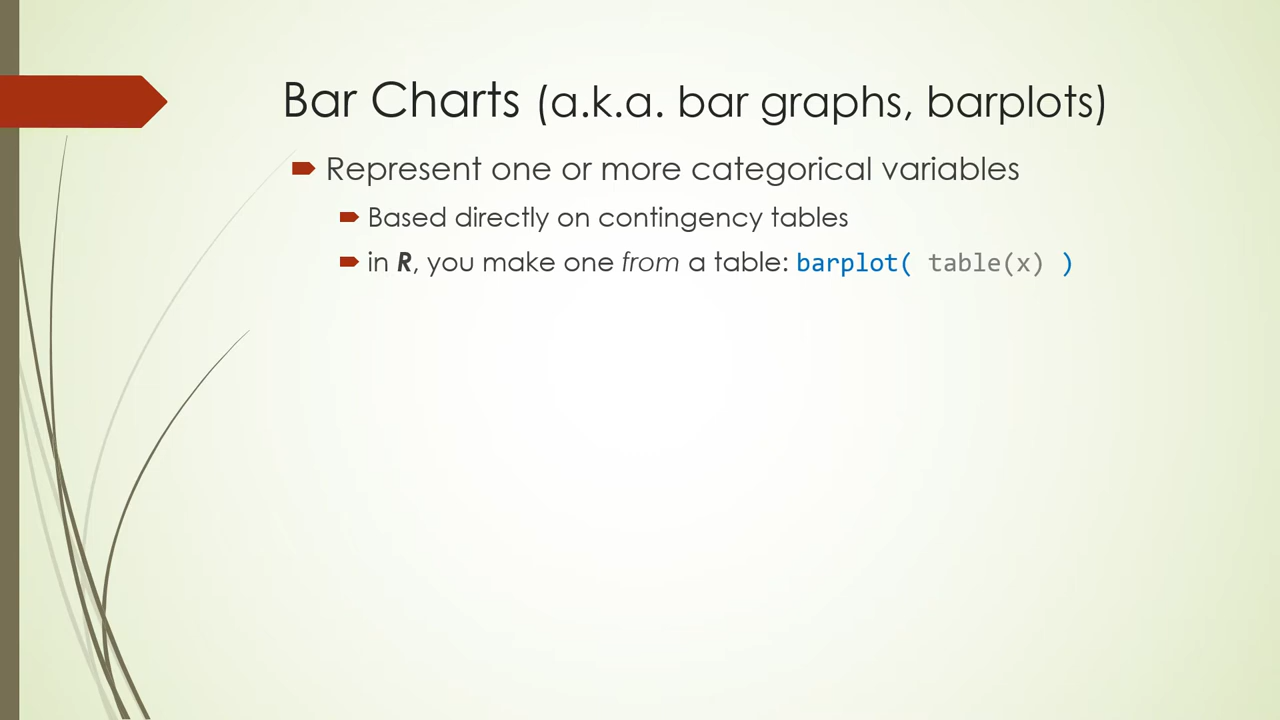 Bar Charts (a.k.a. bar graphs, barplots)
Represent one or more categorical variables
Based directly on contingency tables
in R, you make one from a table: barplot( table(x) )